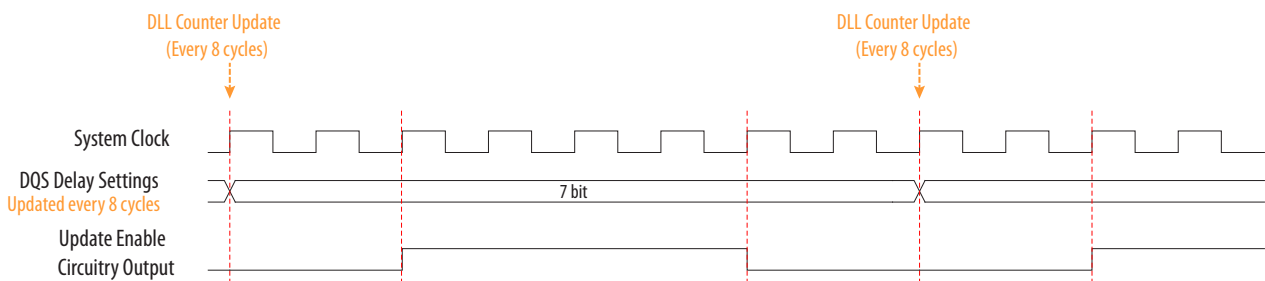 DLL Counter Update
(Every 8 cycles)
DLL Counter Update
(Every 8 cycles)
System Clock
DQS Delay Settings
Updated every 8 cycles
7 bit
Update Enable
Circuitry Output